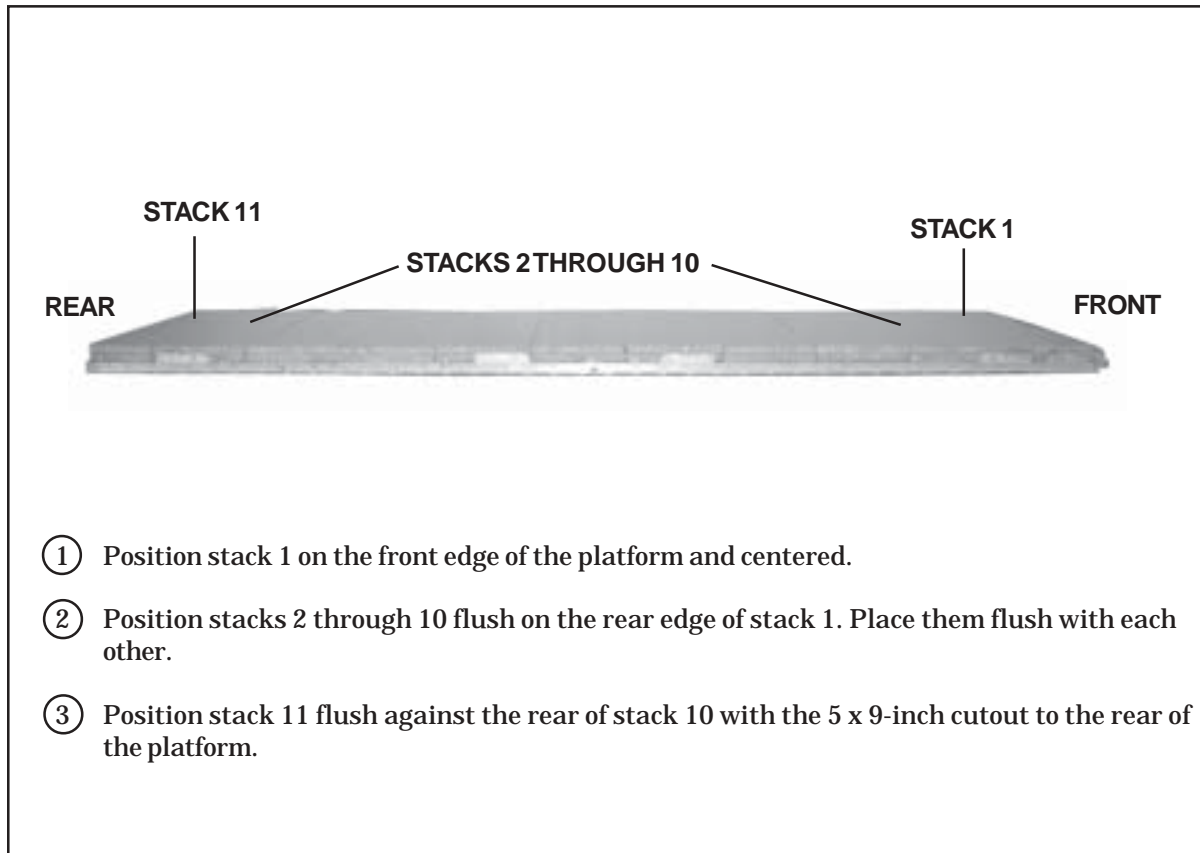 STACK 11
STACK 1
STACKS 2 THROUGH 10
REAR
FRONT
1 Position stack 1 on the front edge of the platform and centered.
2 Position stacks 2 through 10 flush on the rear edge of stack 1. Place them flush with each
other.
3 Position stack 11 flush against the rear of stack 10 with the 5 x 9-inch cutout to the rear of
the platform.